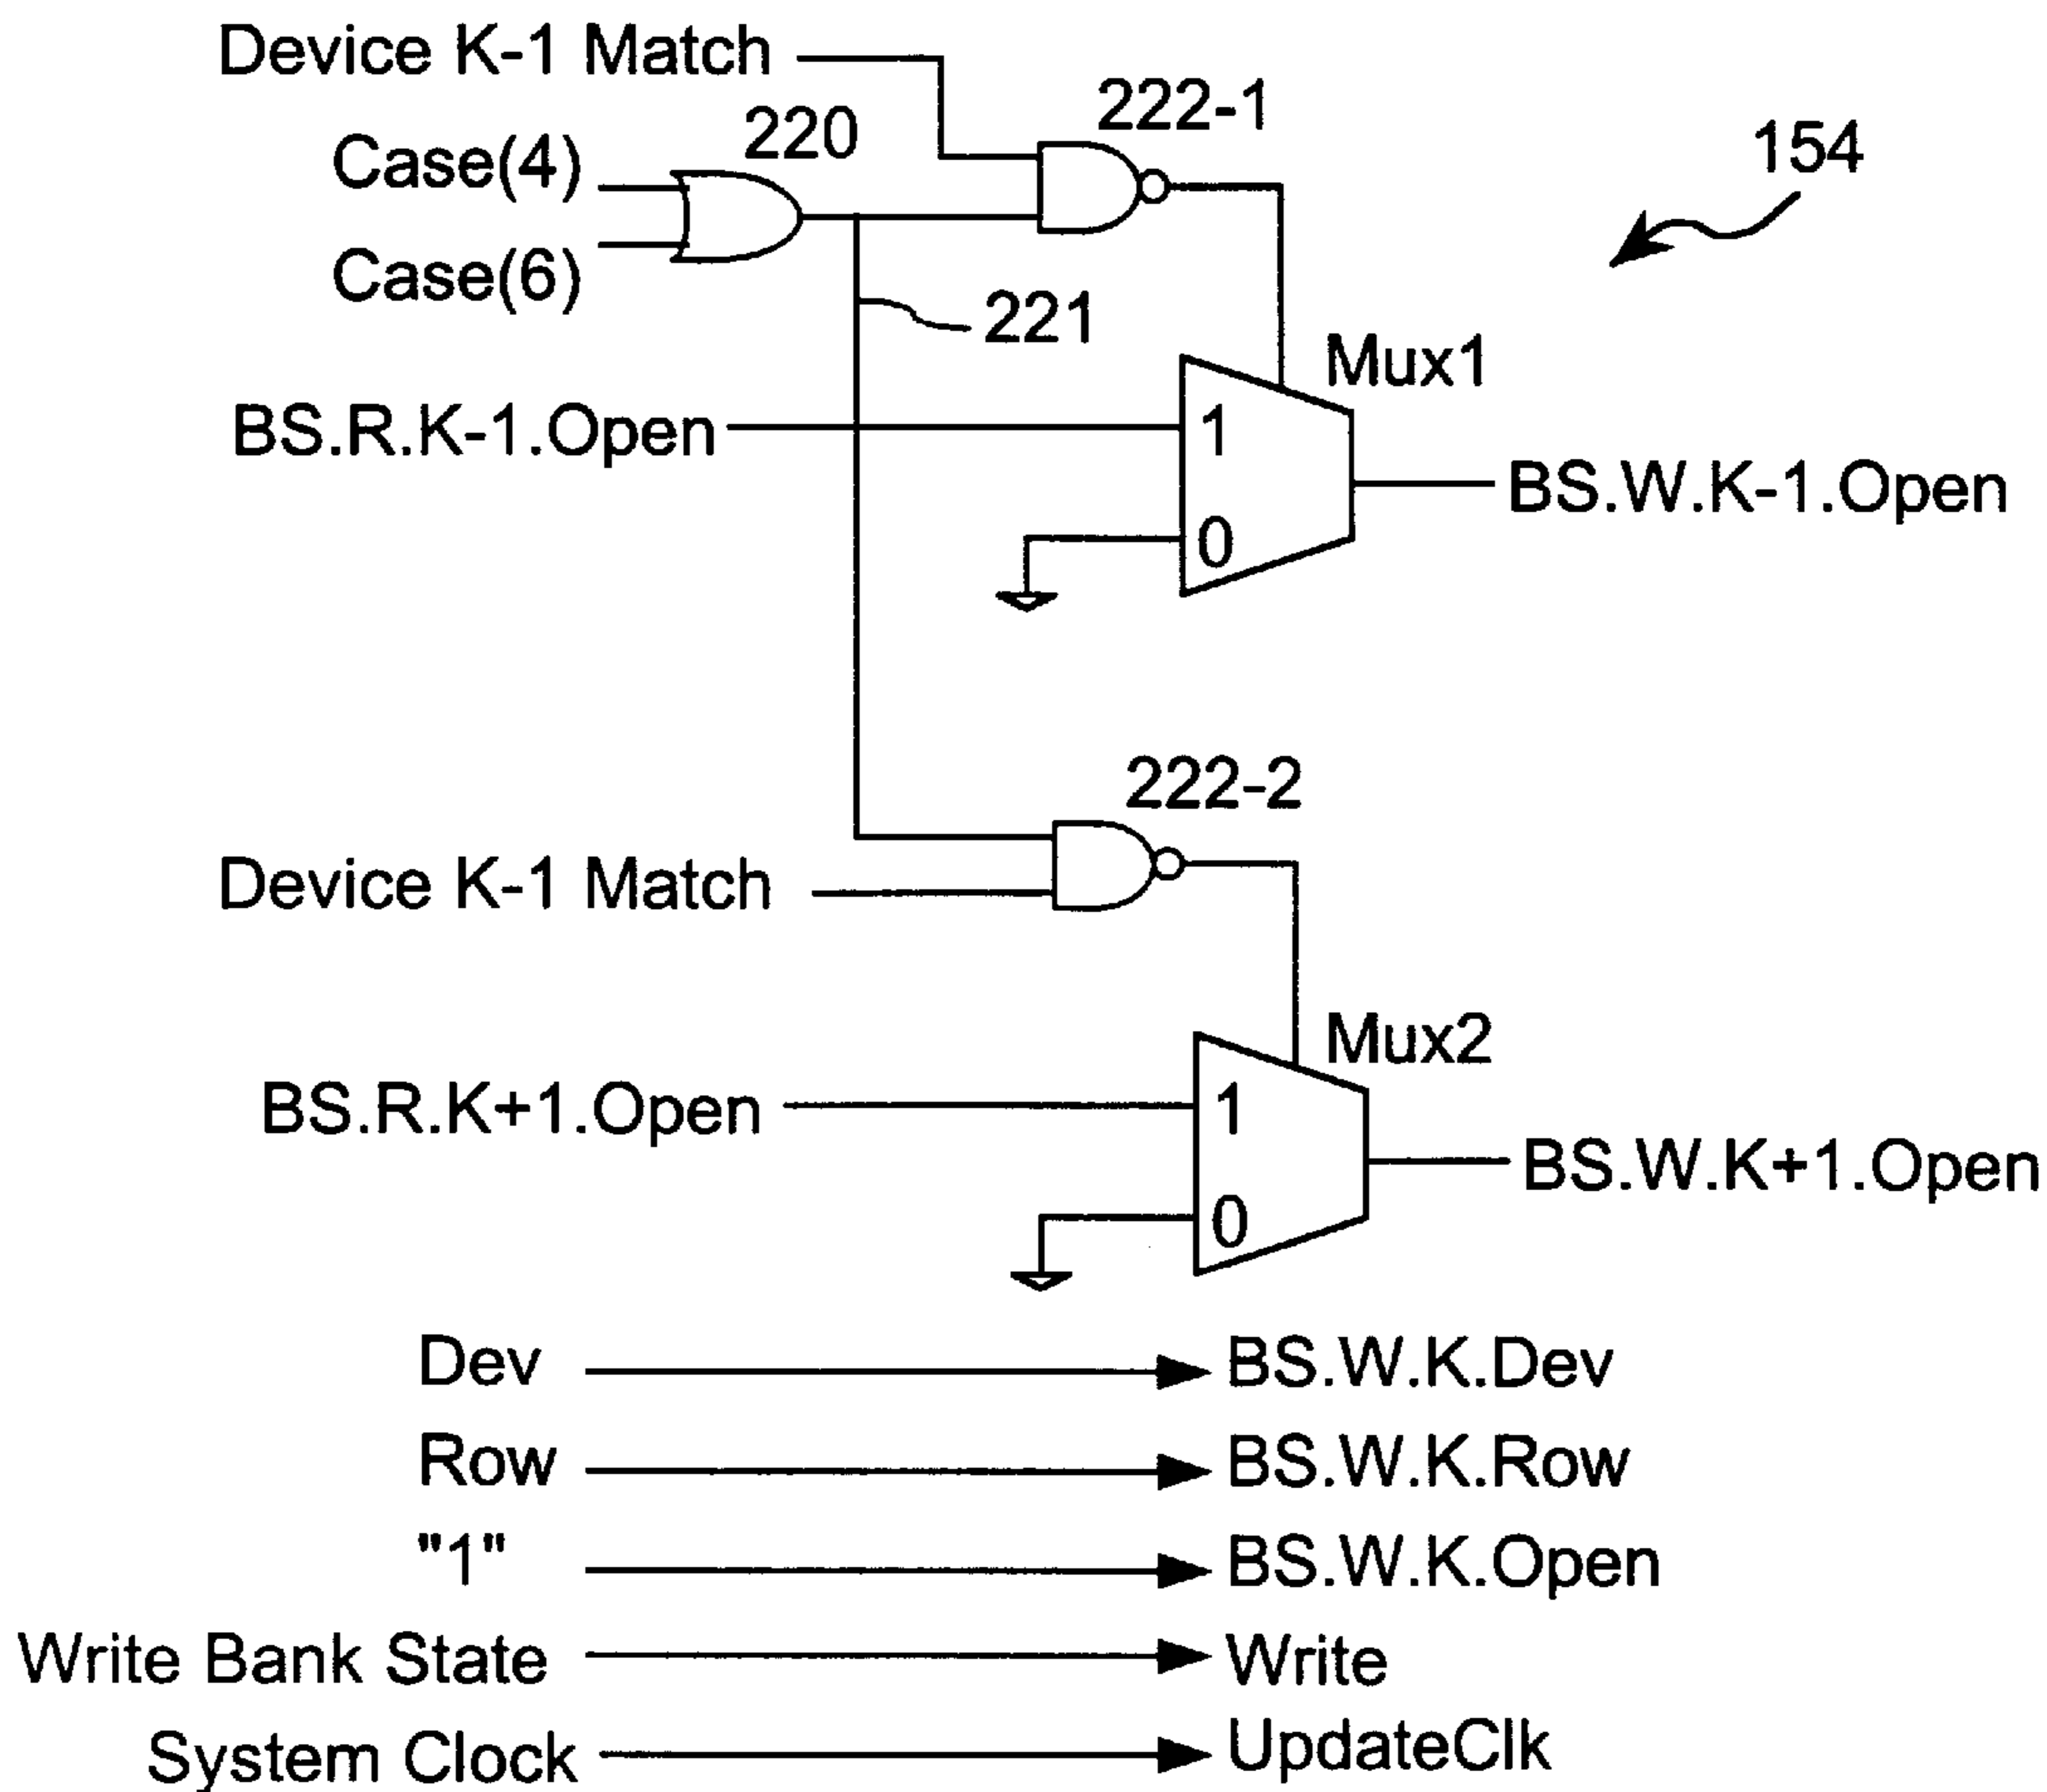 Device K-1 Match
222-1
220
154
Case(4)
Case(6)
221
Mux1
BS.R.K-1.Open
1
BS.W.K-1.Open
0
222-2
Device K-1 Match
Mux2
BS.R.K+1.Open
1
BS.W.K+1.Open
0
Dev BS.W.K.Dev
Row BS.W.K.Row
"1" BS.W.K.Open
Write Bank State Write
System Clock UpdateClk